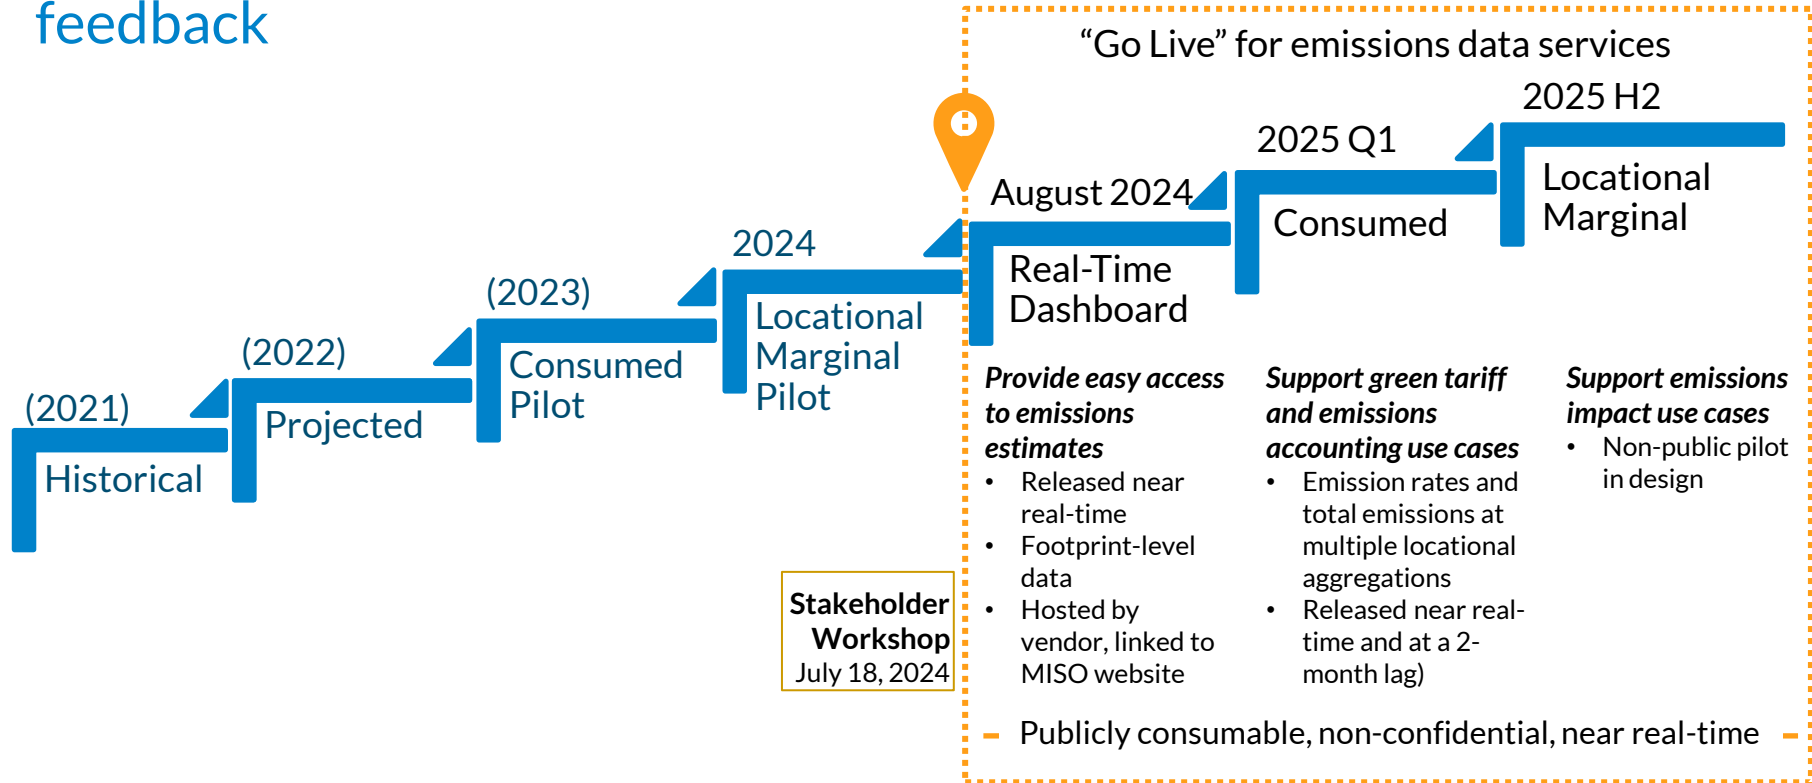 feedback
“Go Live” for emissions data services
(2021)
Historical
(2022)
Projected
(2023)
Consumed
Pilot
2024
Locational
Marginal
Pilot
August 2024
Real-Time
Dashboard
2025 Q1
Consumed
2025 H2
Locational
Marginal
Stakeholder
Workshop
July 18, 2024
Provide easy access
to emissions
estimates
• Released near
real-time
• Footprint-level
data
• Hosted by
vendor, linked to
MISO website
Support green tariff
and emissions
accounting use cases
• Emission rates and
total emissions at
multiple locational
aggregations
• Released near real-
time and at a 2-
month lag)
Support emissions
impact use cases
• Non-public pilot
in design
Publicly consumable, non-confidential, near real-time